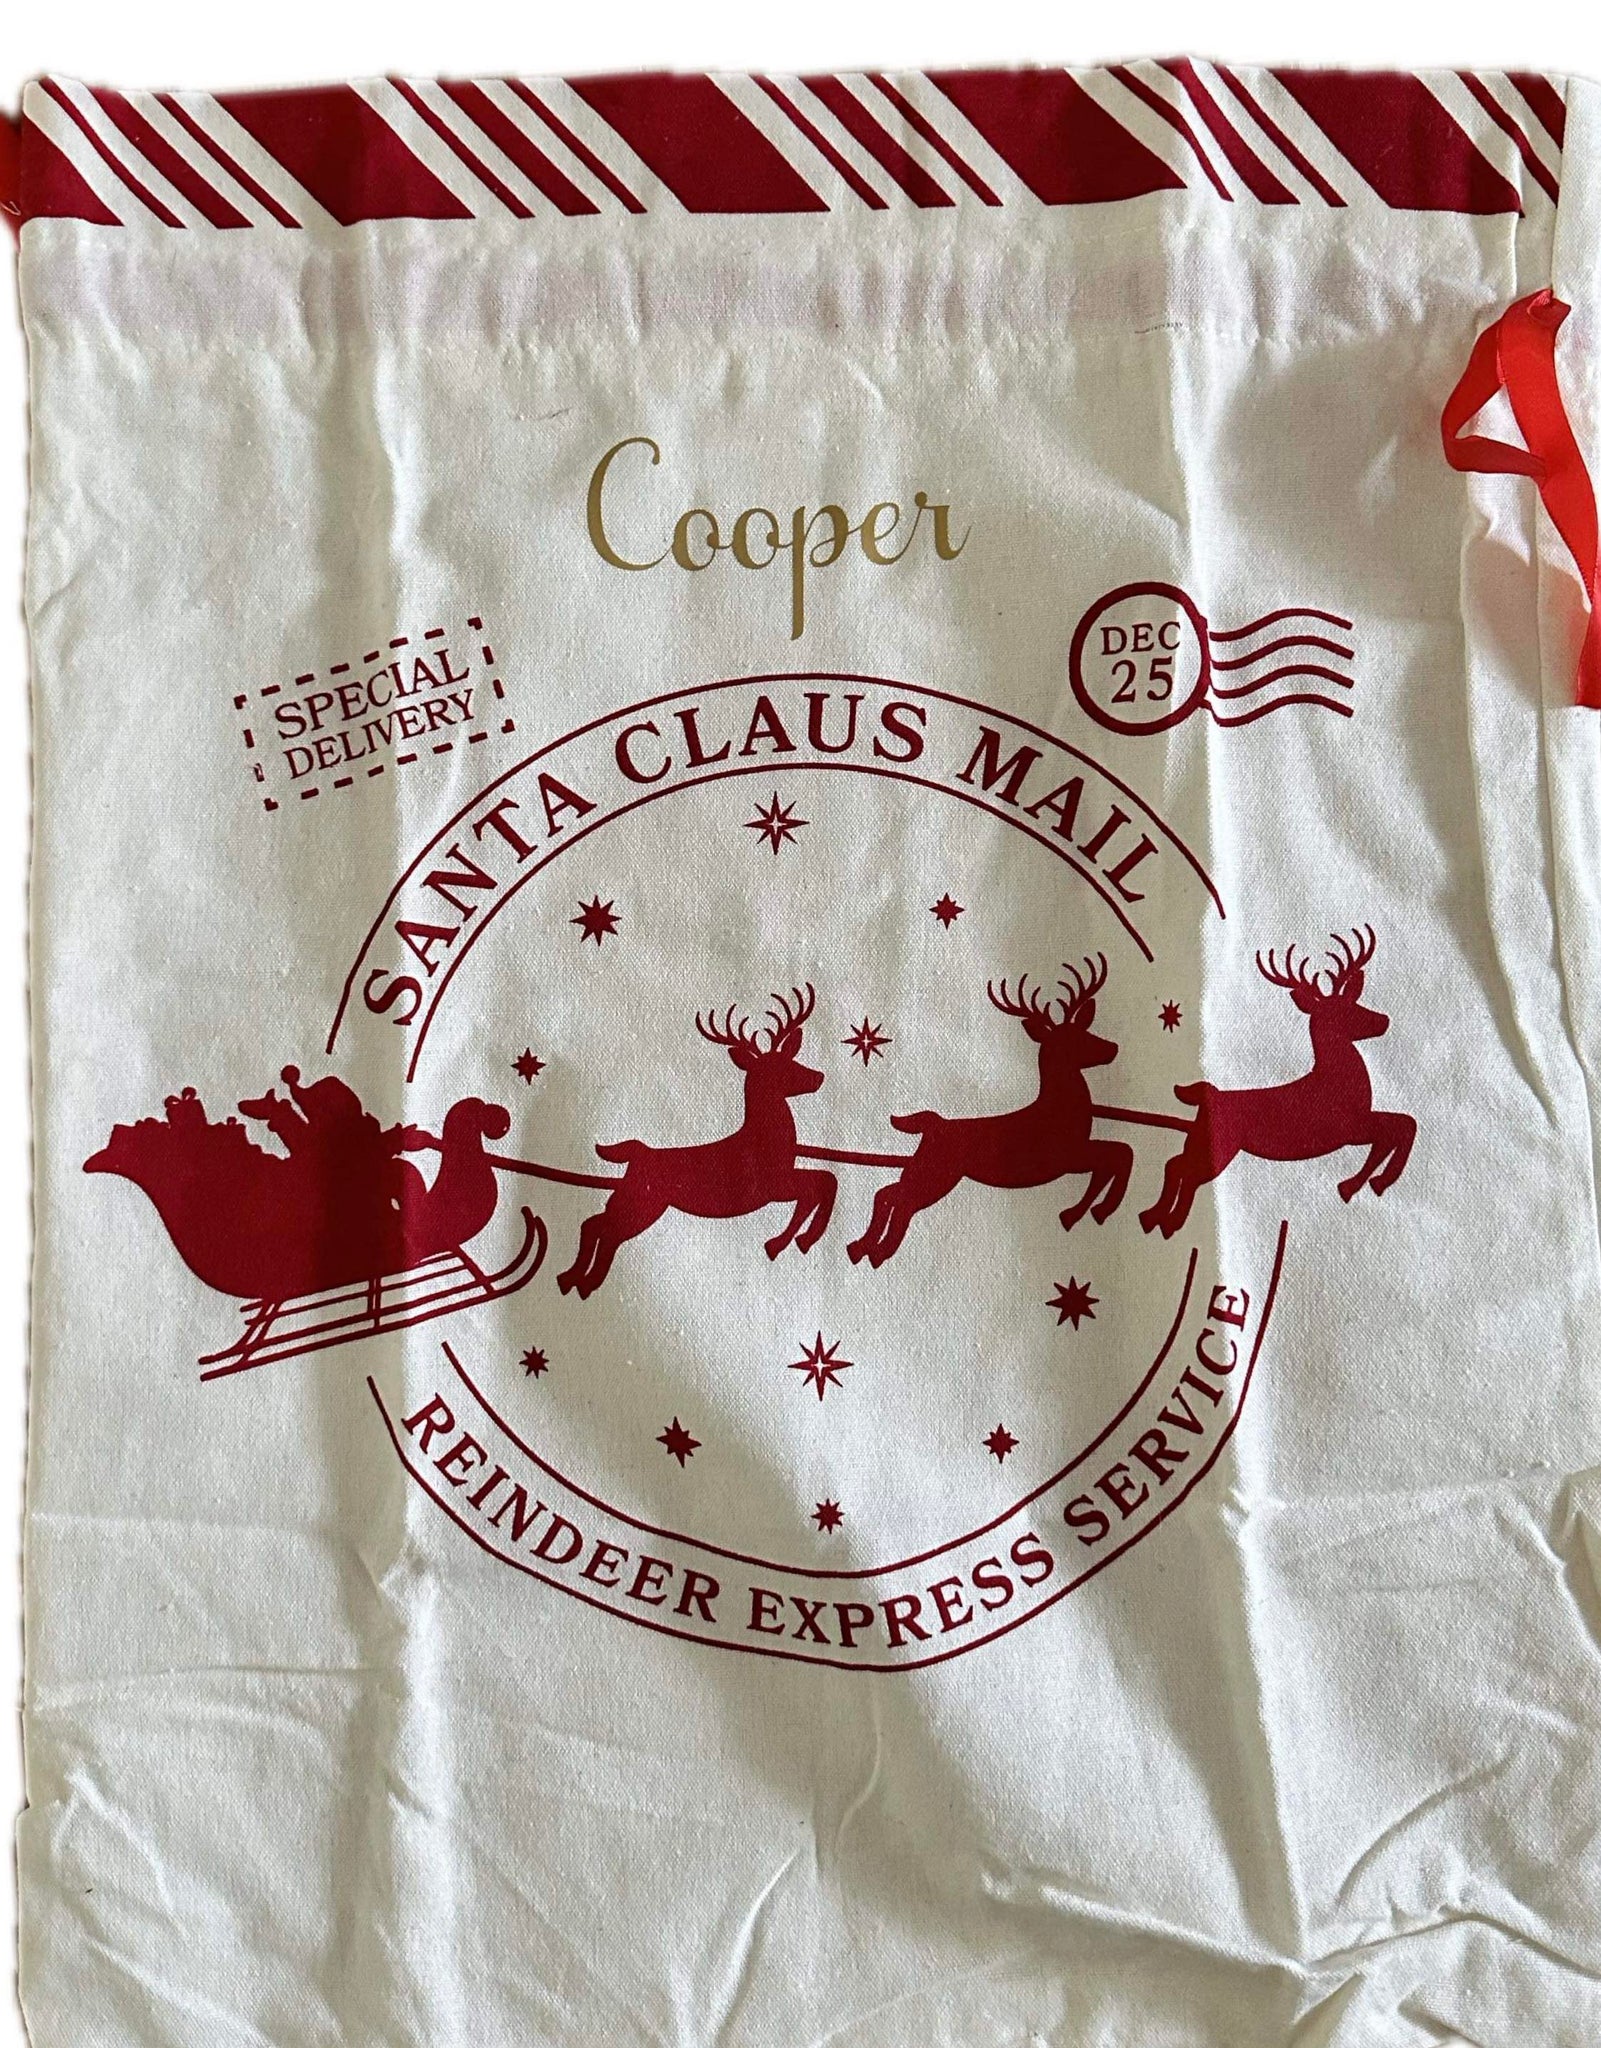 Cooper
SPECIAL
DELIVERY
DEC
25
SANTA CLAUS MAIL
REINDEER EXPRESS SERVICE